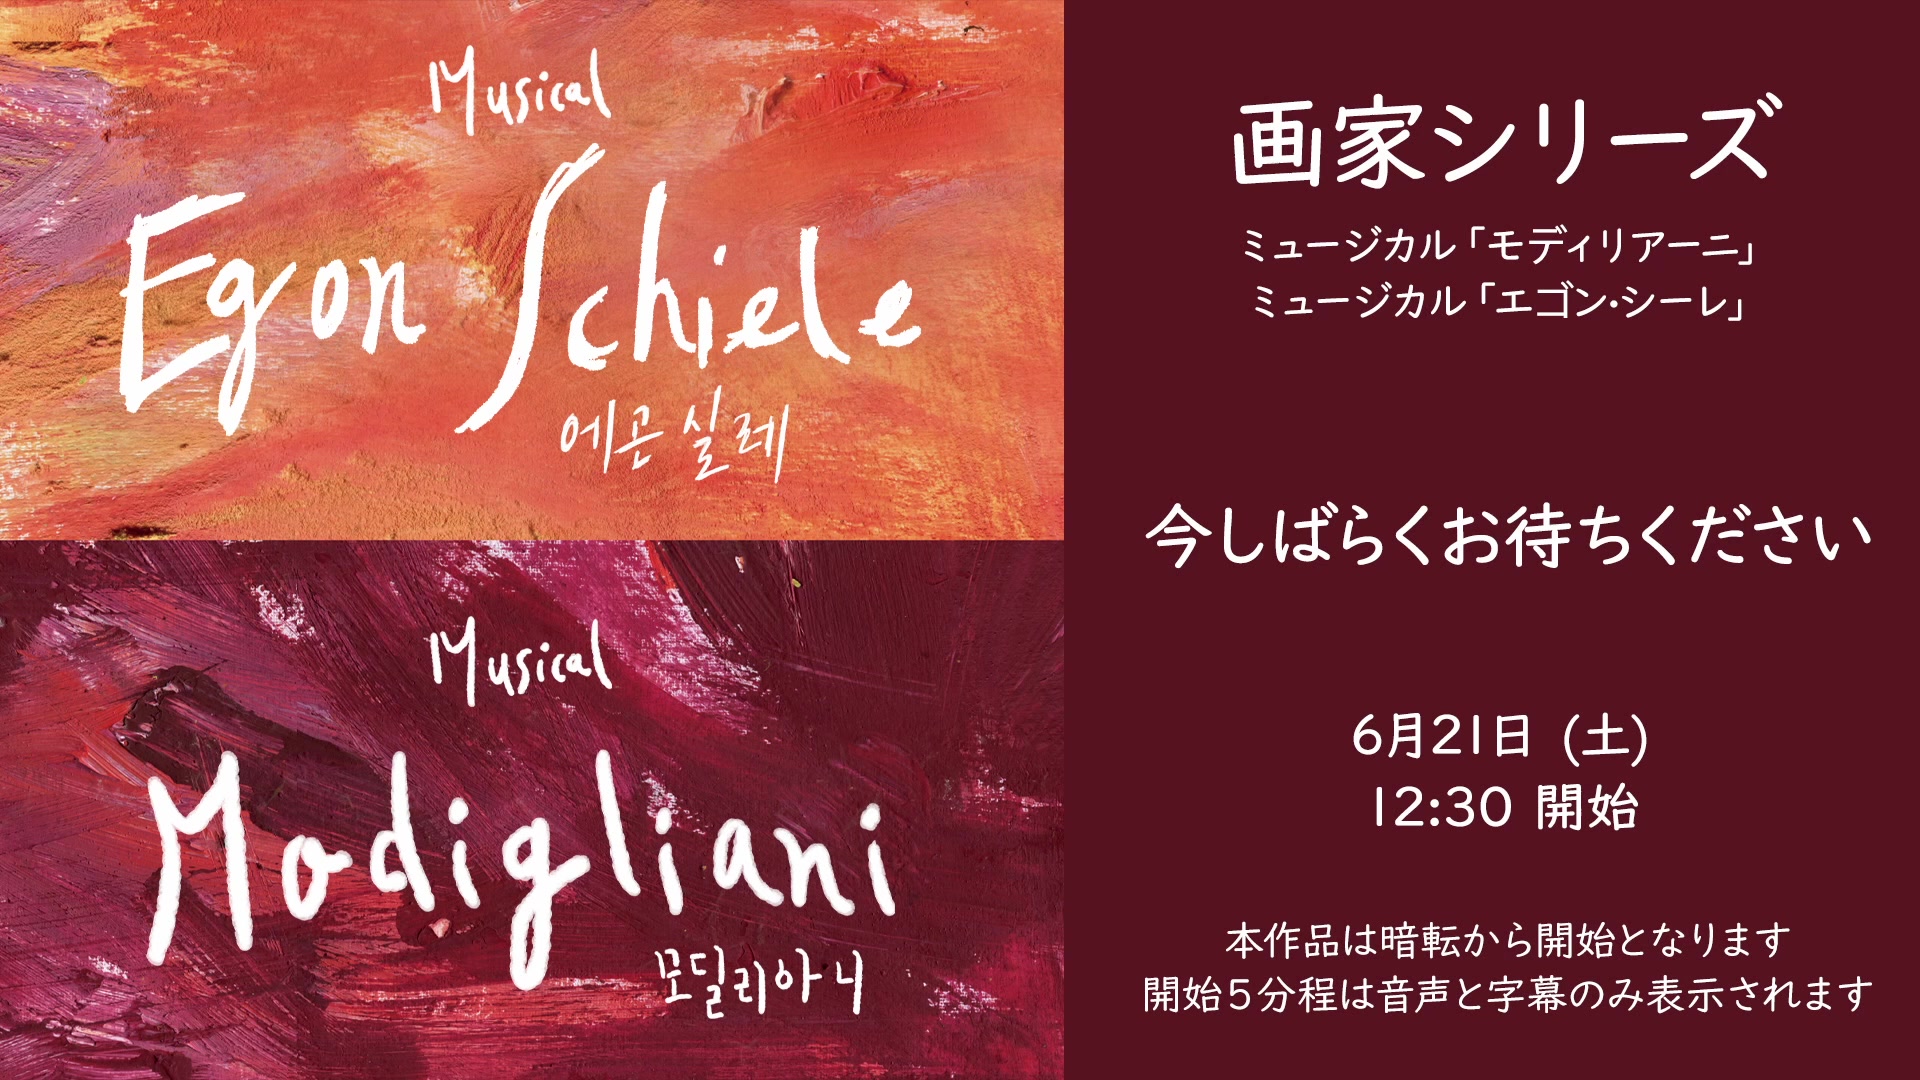 Musical
Egon Schiele
에곤 실레
Musical
Modigliani
모딜리아니
画家シリーズ
ミュージカル「モディリアーニ」
ミュージカル「エゴン・シーレ」
今しばらくお待ちください
6月21日 (土)
12:30 開始
本作品は暗転から開始となります
開始5分程は音声と字幕のみ表示されます